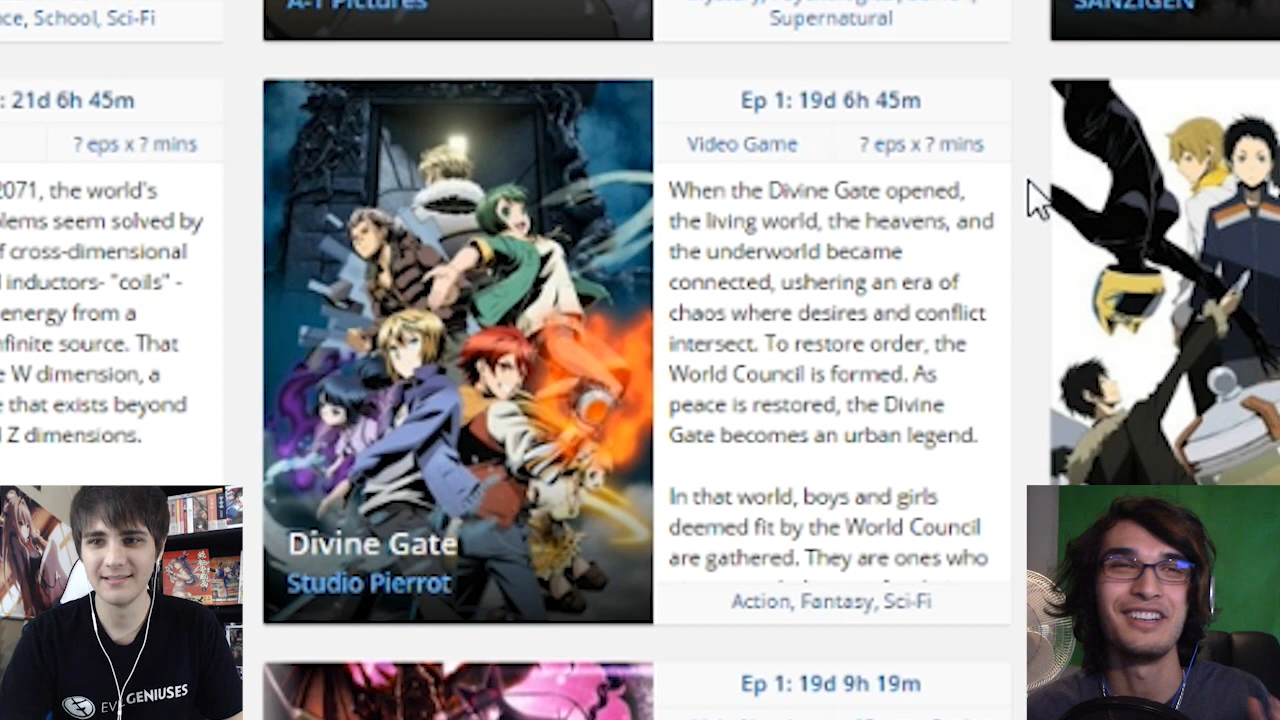 ce, School, Sci-Fi
A-1 Pictures
Supernatural
SANZIGEN
: 21d 6h 45m
? eps x ? mins
2071, the world's
lems seem solved by
f cross-dimensional
inductors- "coils" -
energy from a
nfinite source. That
e W dimension, a
e that exists beyond
Z dimensions.
Divine Gate
Studio Pierrot
Ep 1: 19d 6h 45m
Video Game
? eps x ? mins
When the Divine Gate opened,
the living world, the heavens, and
the underworld became
connected, ushering an era of
chaos where desires and conflict
intersect. To restore order, the
World Council is formed. As
peace is restored, the Divine
Gate becomes an urban legend.
In that world, boys and girls
deemed fit by the World Council
are gathered. They are ones who
Action, Fantasy, Sci-Fi
Ep 1: 19d 9h 19m
GENIUSES